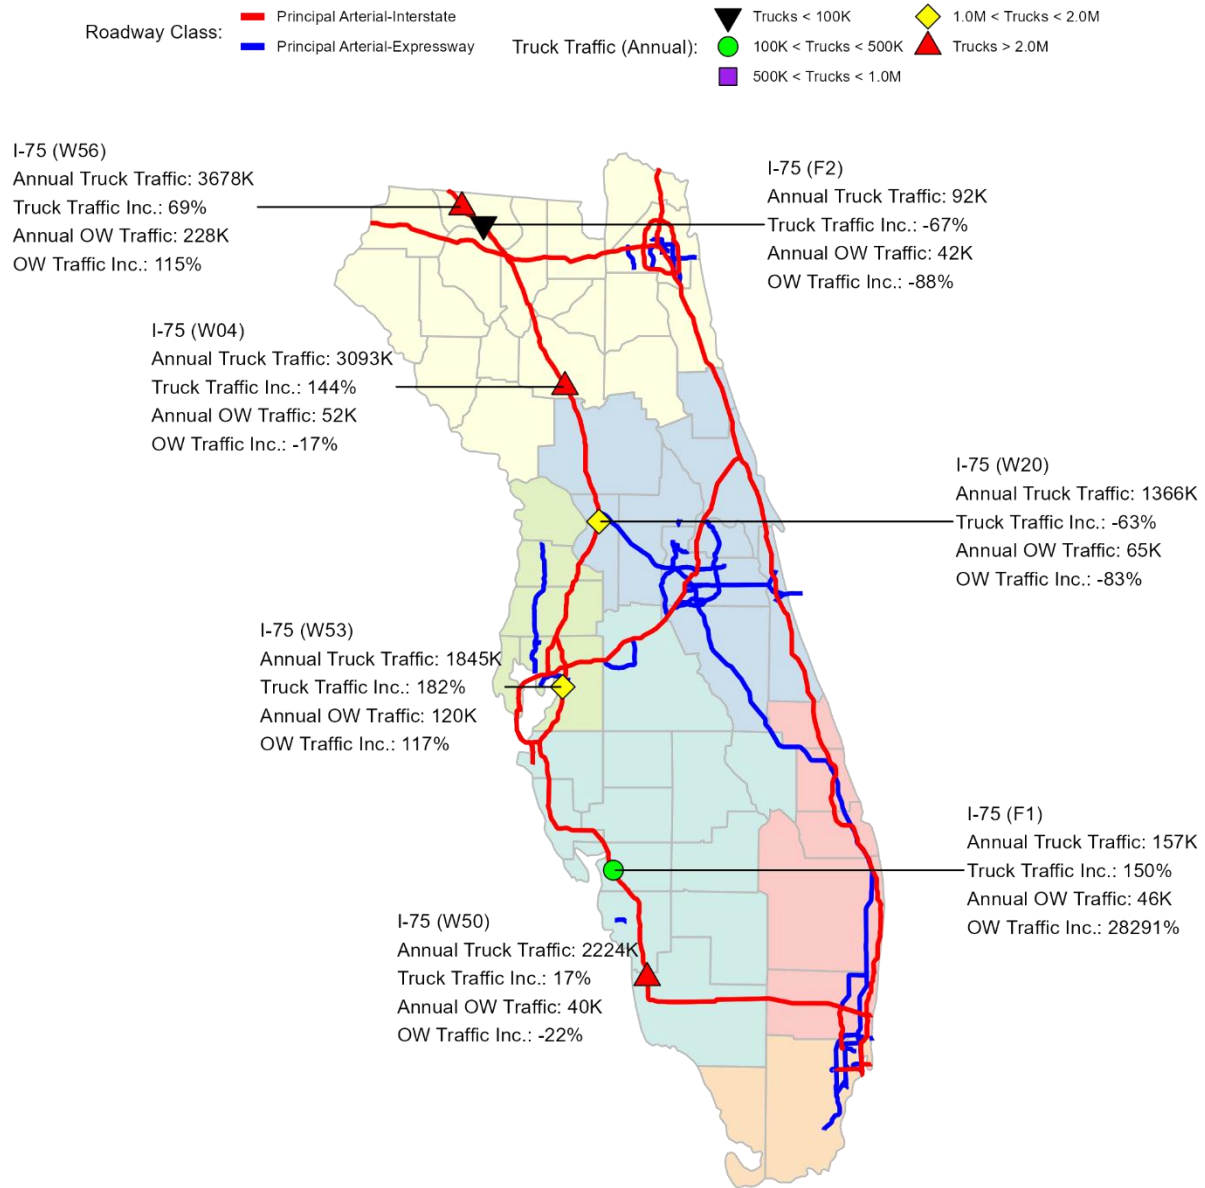 Roadway Class:
Principal Arterial-Interstate
Principal Arterial-Expressway
Truck Traffic (Annual):
Trucks < 100K
100K < Trucks < 500K
500K < Trucks < 1.0M
1.0M < Trucks < 2.0M
Trucks > 2.0M
I-75 (W56)
Annual Truck Traffic: 3678K
Truck Traffic Inc.: 69%
Annual OW Traffic: 228K
OW Traffic Inc.: 115%
I-75 (F2)
Annual Truck Traffic: 92K
Truck Traffic Inc.: -67%
Annual OW Traffic: 42K
OW Traffic Inc.: -88%
I-75 (W04)
Annual Truck Traffic: 3093K
Truck Traffic Inc.: 144%
Annual OW Traffic: 52K
OW Traffic Inc.: -17%
I-75 (W20)
Annual Truck Traffic: 1366K
Truck Traffic Inc.: -63%
Annual OW Traffic: 65K
OW Traffic Inc.: -83%
I-75 (W53)
Annual Truck Traffic: 1845K
Truck Traffic Inc.: 182%
Annual OW Traffic: 120K
OW Traffic Inc.: 117%
I-75 (F1)
Annual Truck Traffic: 157K
Truck Traffic Inc.: 150%
Annual OW Traffic: 46K
OW Traffic Inc.: 28291%
I-75 (W50)
Annual Truck Traffic: 2224K
Truck Traffic Inc.: 17%
Annual OW Traffic: 40K
OW Traffic Inc.: -22%